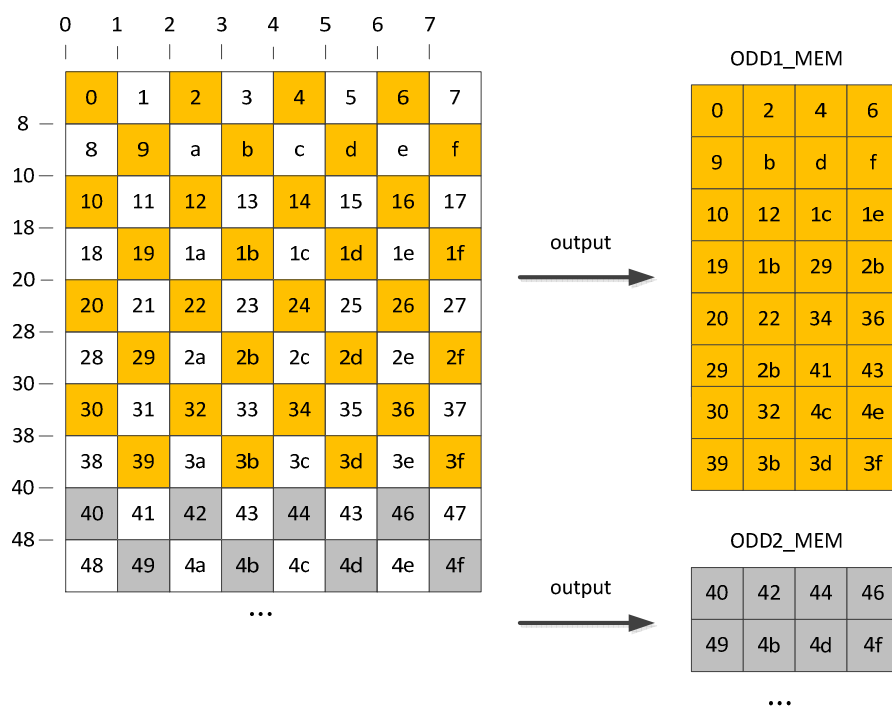 0 1 2 3 4 5 6 7
ODD1_MEM
0 1 2 3 4 5 6 7
8
8 9 a b c d e f
10
10 11 12 13 14 15 16 17
18
18 19 1a 1b 1c 1d 1e 1f
20
20 21 22 23 24 25 26 27
28
28 29 2a 2b 2c 2d 2e 2f
30
30 31 32 33 34 35 36 37
38
38 39 3a 3b 3c 3d 3e 3f
40
40 41 42 43 44 43 46 47
48
48 49 4a 4b 4c 4d 4e 4f
...
output
0 2 4 6
9 b d f
10 12 1c 1e
19 1b 29 2b
20 22 34 36
29 2b 41 43
30 32 4c 4e
39 3b 3d 3f
ODD2_MEM
output
40 42 44 46
49 4b 4d 4f
...